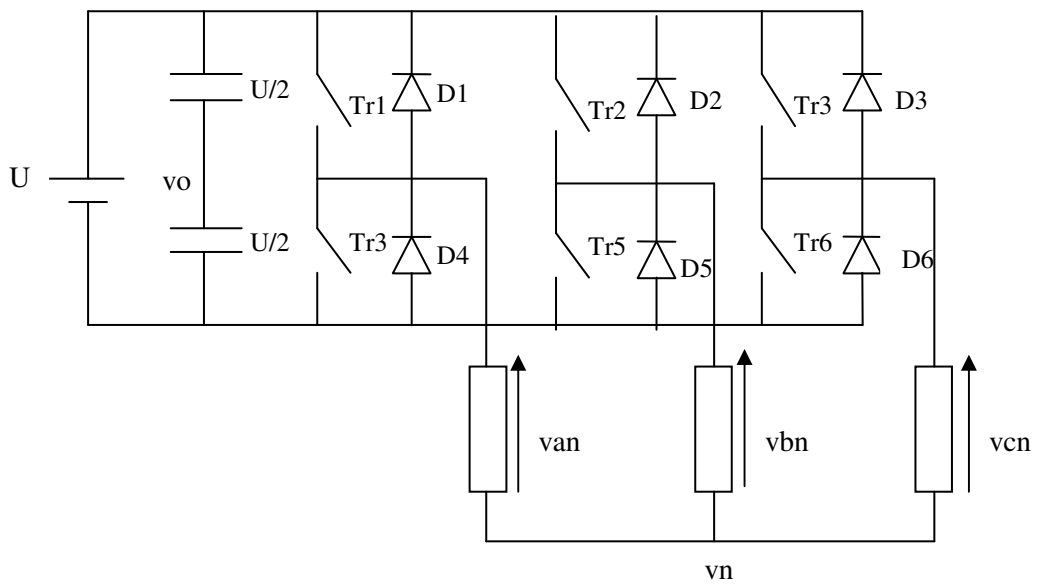 U/2
Tr1
D1
Tr2
D2
Tr3
D3
U
vo
U/2
Tr3
D4
Tr5
D5
Tr6
D6
van
vbn
vcn
vn